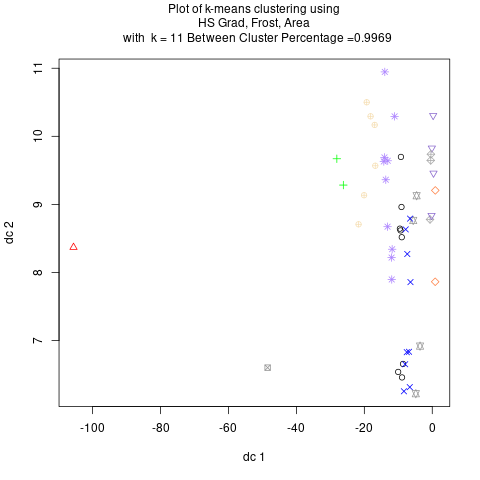 Plot of k-means clustering using
HS Grad, Frost, Area
with k = 11 Between Cluster Percentage =0.9969
11
10
9
8
7
dc 2
-100 -80 -60 -40 -20 0
dc 1